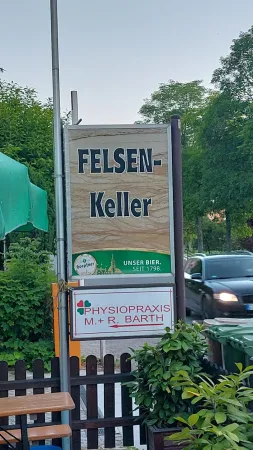 FELSEN-
Keller
UNSER BIER.
SEIT 1798.
PHYSIOPRAXIS
M. + R. BARTH